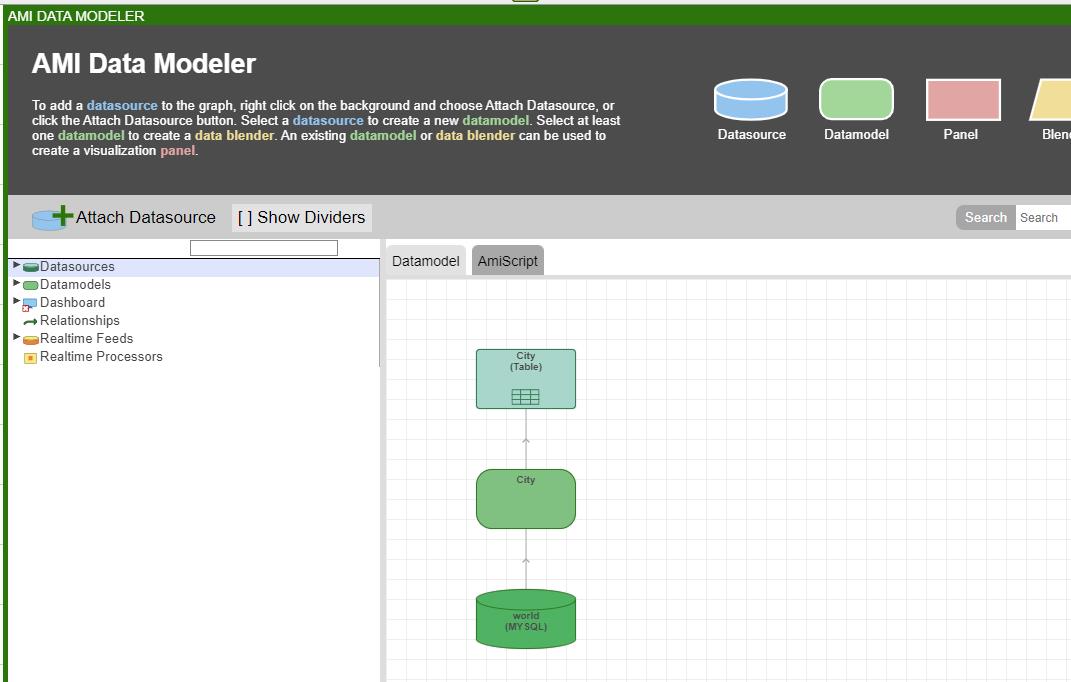 AMI DATA MODELER
AMI Data Modeler
To add a datasource to the graph, right click on the background and choose Attach Datasource, or
click the Attach Datasource button. Select a datasource to create a new datamodel. Select at least
one datamodel to create a data blender. An existing datamodel or data blender can be used to
create a visualization panel.
Datasource
Datamodel
Panel
Blen
Attach Datasource
[ ] Show Dividers
Search
Search
Datasources
Datamodels
Dashboard
Relationships
Realtime Feeds
Realtime Processors
Datamodel
AmiScript
City
(Table)
City
world
(MYSQL)